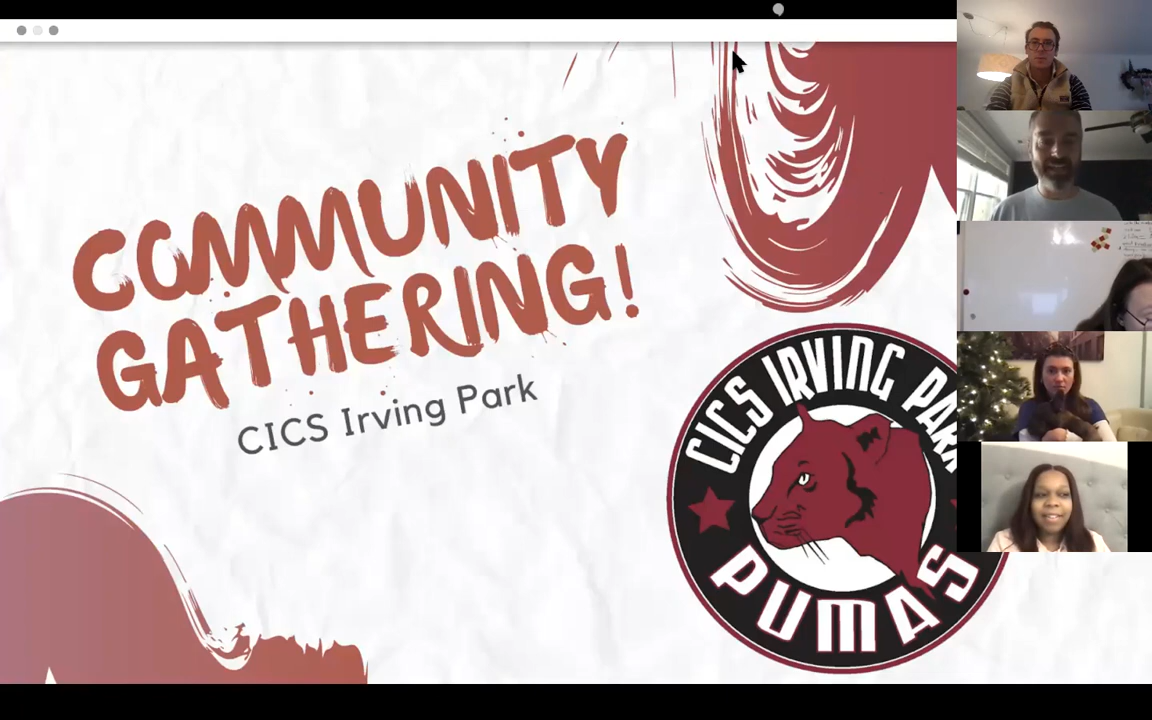 COMMUNITY
GATHERING!
CICS Irving Park
CICS IRVING PARK
PUMAS